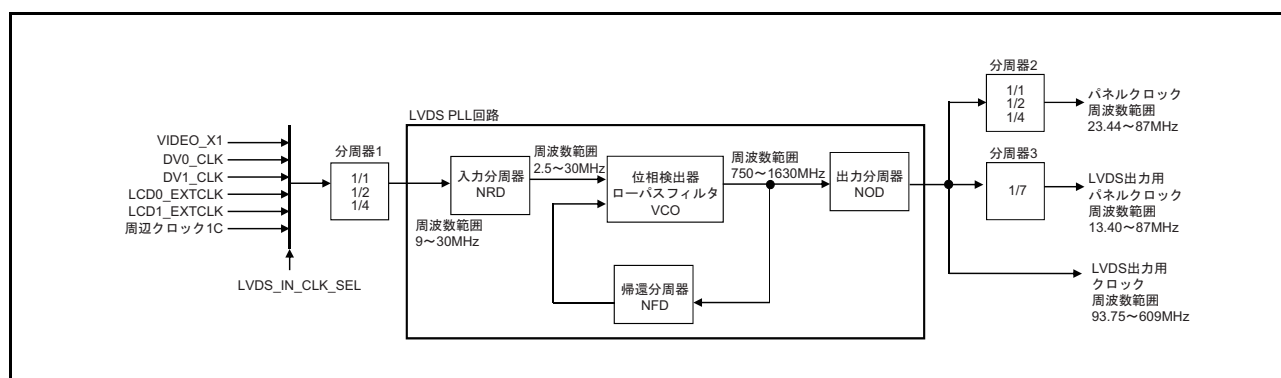 VIDEO_X1
DV0_CLK
DV1_CLK
LCD0_EXTCLK
LCD1_EXTCLK
周辺クロック1C
LVDS_IN_CLK_SEL
分周器1
1/1
1/2
1/4
LVDS PLL回路
入力分周器
NRD
周波数範囲
9～30MHz
周波数範囲
2.5～30MHz
位相検出器
ローパスフィルタ
VCO
帰還分周器
NFD
周波数範囲
750～1630MHz
出力分周器
NOD
分周器2
1/1
1/2
1/4
パネルクロック
周波数範囲
23.44～87MHz
分周器3
1/7
LVDS出力用
パネルクロック
周波数範囲
13.40～87MHz
LVDS出力用
クロック
周波数範囲
93.75～609MHz